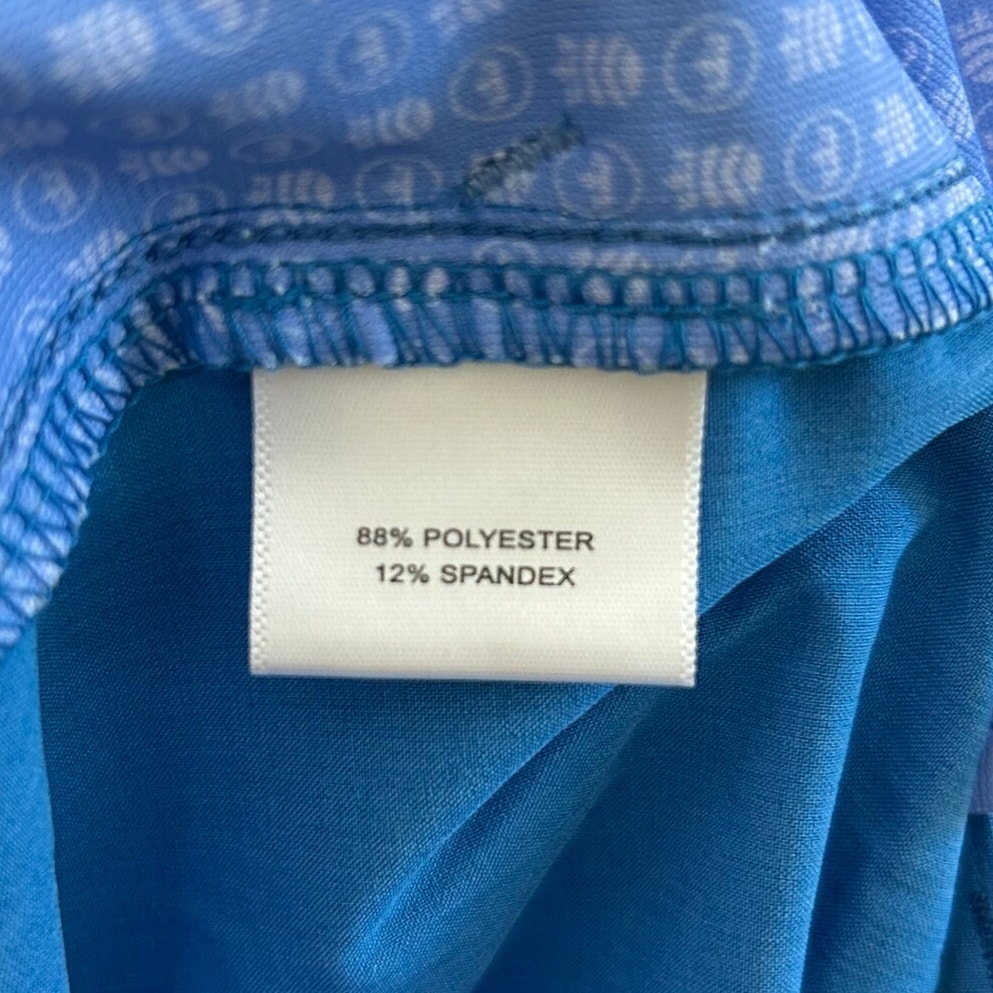 88% POLYESTER
12% SPANDEX